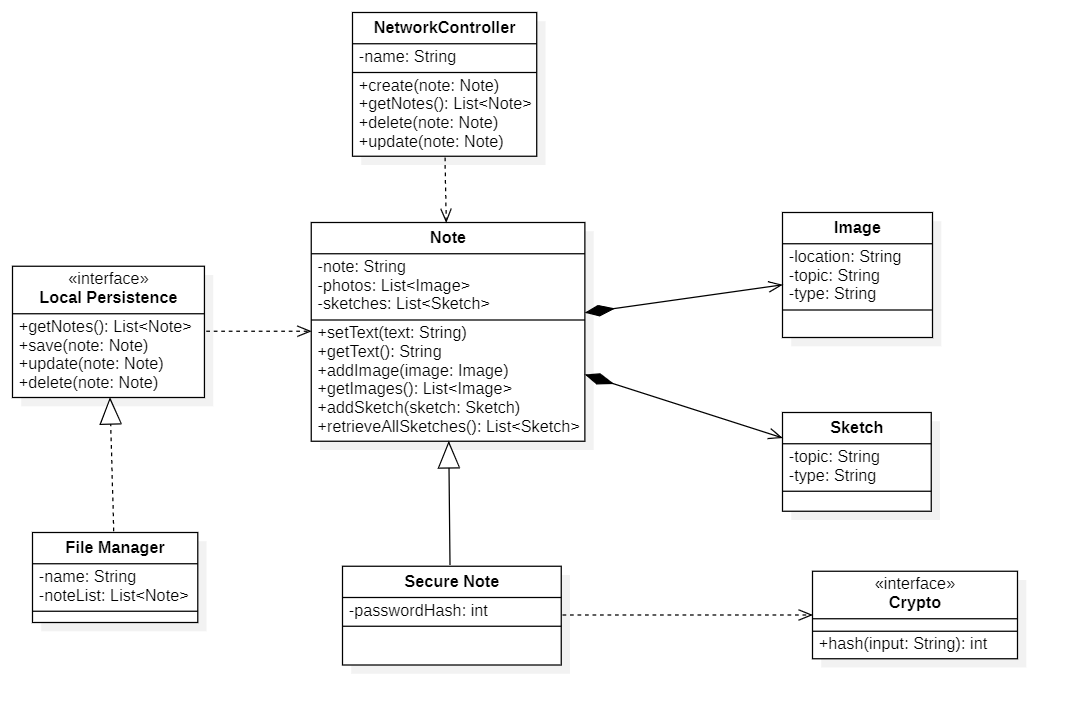 NetworkController
-name: String
+create(note: Note)
+getNotes(): List<Note>
+delete(note: Note)
+update(note: Note)
Note
-note: String
-photos: List<Image>
-sketches: List<Sketch>
+setText(text: String)
+getText(): String
+addImage(image: Image)
+getImages(): List<Image>
+addSketch(sketch: Sketch)
+retrieveAllSketches(): List<Sketch>
Image
-location: String
-topic: String
-type: String
«interface»
Local Persistence
+getNotes(): List<Note>
+save(note: Note)
+update(note: Note)
+delete(note: Note)
Sketch
-topic: String
-type: String
File Manager
-name: String
-noteList: List<Note>
Secure Note
-passwordHash: int
«interface»
Crypto
+hash(input: String): int